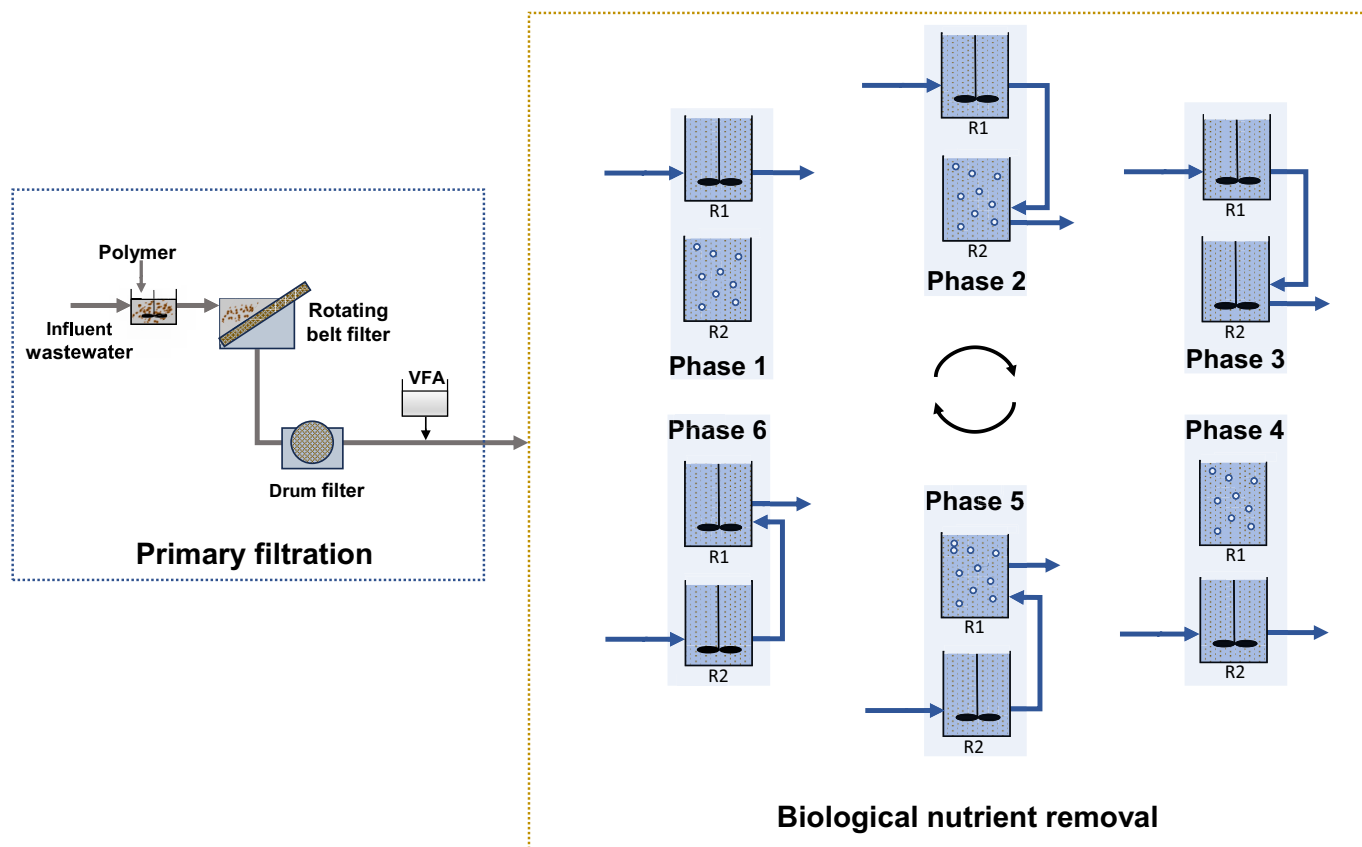 Polymer
Influent
wastewater
Rotating
belt filter
VFA
Drum filter
Primary filtration
R1
R2
Phase 1
R1
R2
Phase 2
R1
R2
Phase 3
Phase 4
R1
R2
Phase 5
R1
R2
Phase 6
R1
R2
Biological nutrient removal